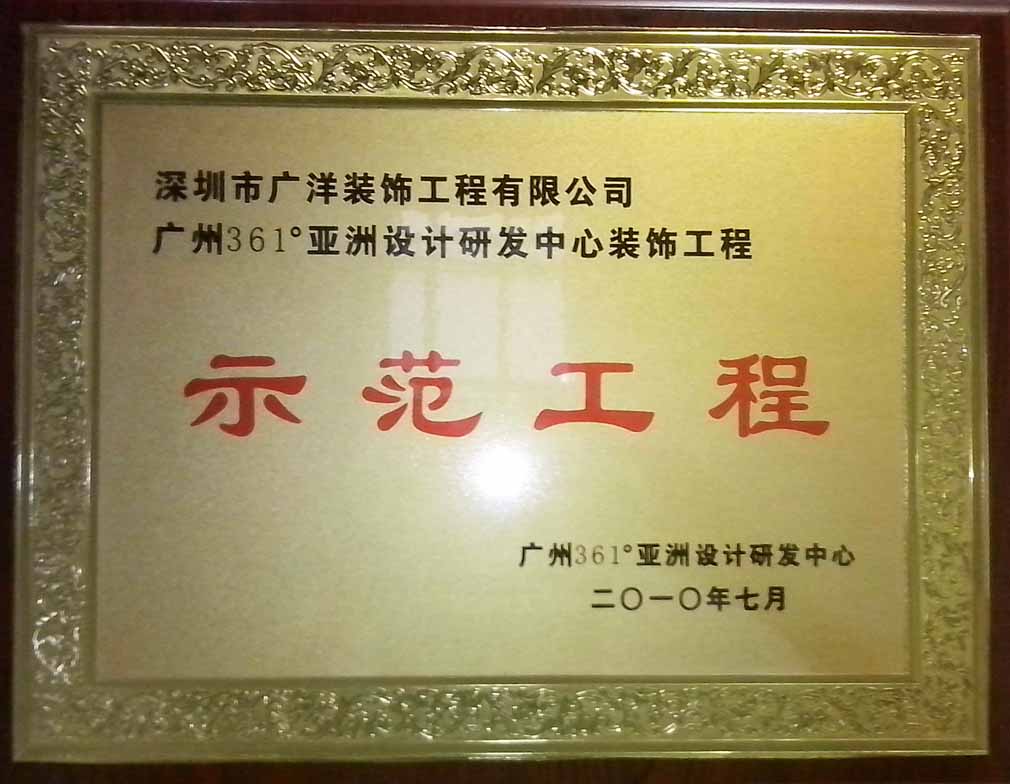 深圳市广洋装饰工程有限公司
广州361°亚洲设计研发中心装饰工程
示范工程
广州361°亚洲设计研发中心
二〇一〇年七月